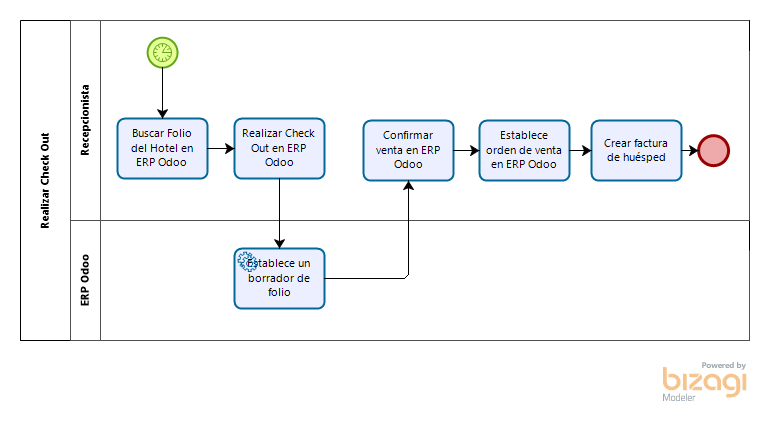 Realizar Check Out
Recepcionista
Buscar Folio
del Hotel en
ERP Odoo
Realizar Check
Out en ERP
Odoo
Confirmar
venta en ERP
Odoo
Establece
orden de venta
en ERP Odoo
Crear factura
de huésped
ERP Odoo
Establece un
borrador de
folio
Powered by
bizagi
Modeler